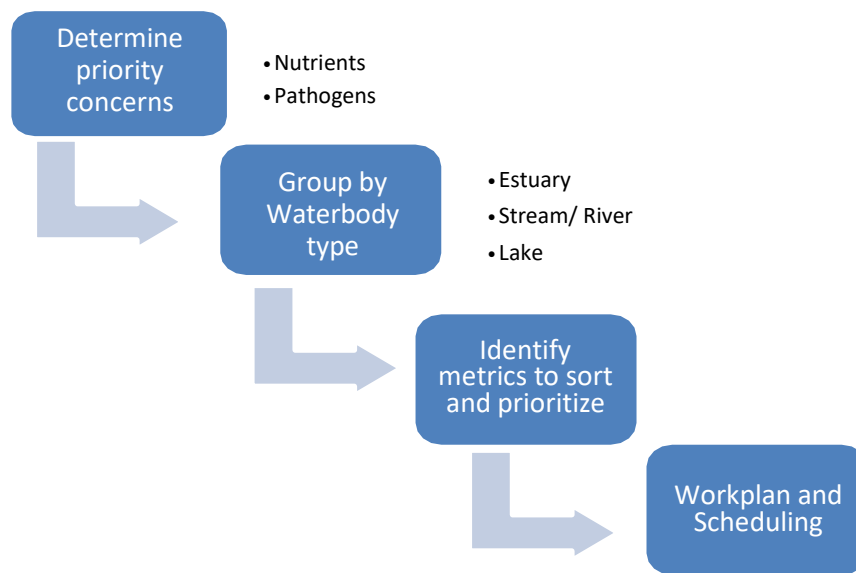 Determine
priority
concerns
• Nutrients
• Pathogens
Group by
Waterbody
type
• Estuary
• Stream/ River
• Lake
Identify
metrics to sort
and prioritize
Workplan and
Scheduling